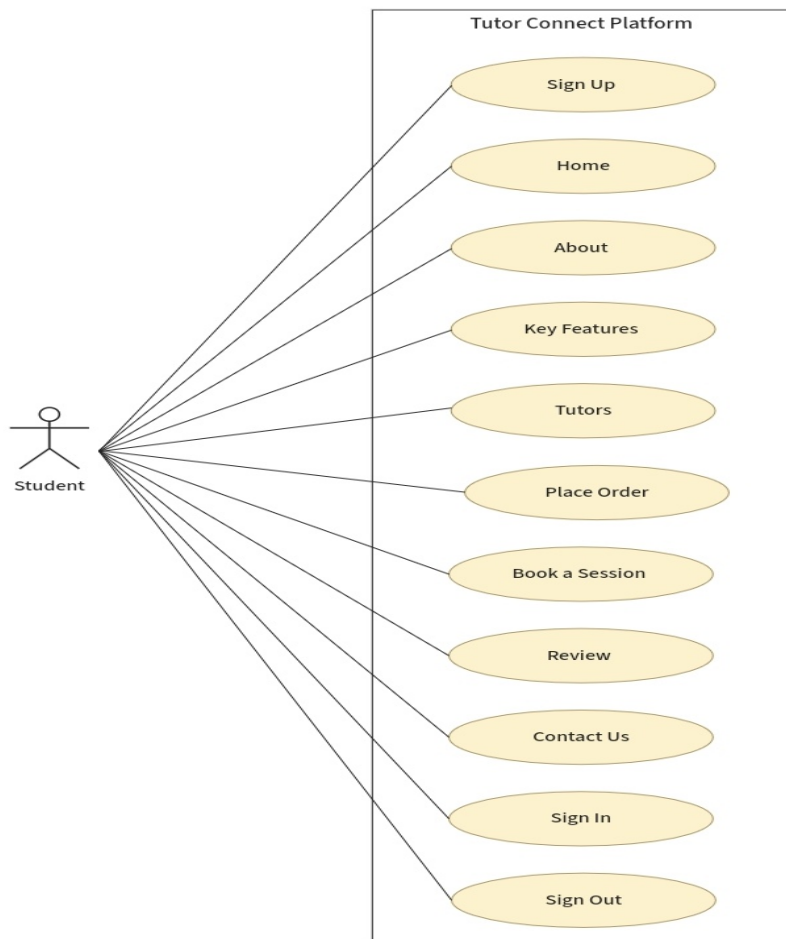 Tutor Connect Platform
Sign Up
Home
About
Key Features
Tutors
Place Order
Student
Book a Session
Review
Contact Us
Sign In
Sign Out